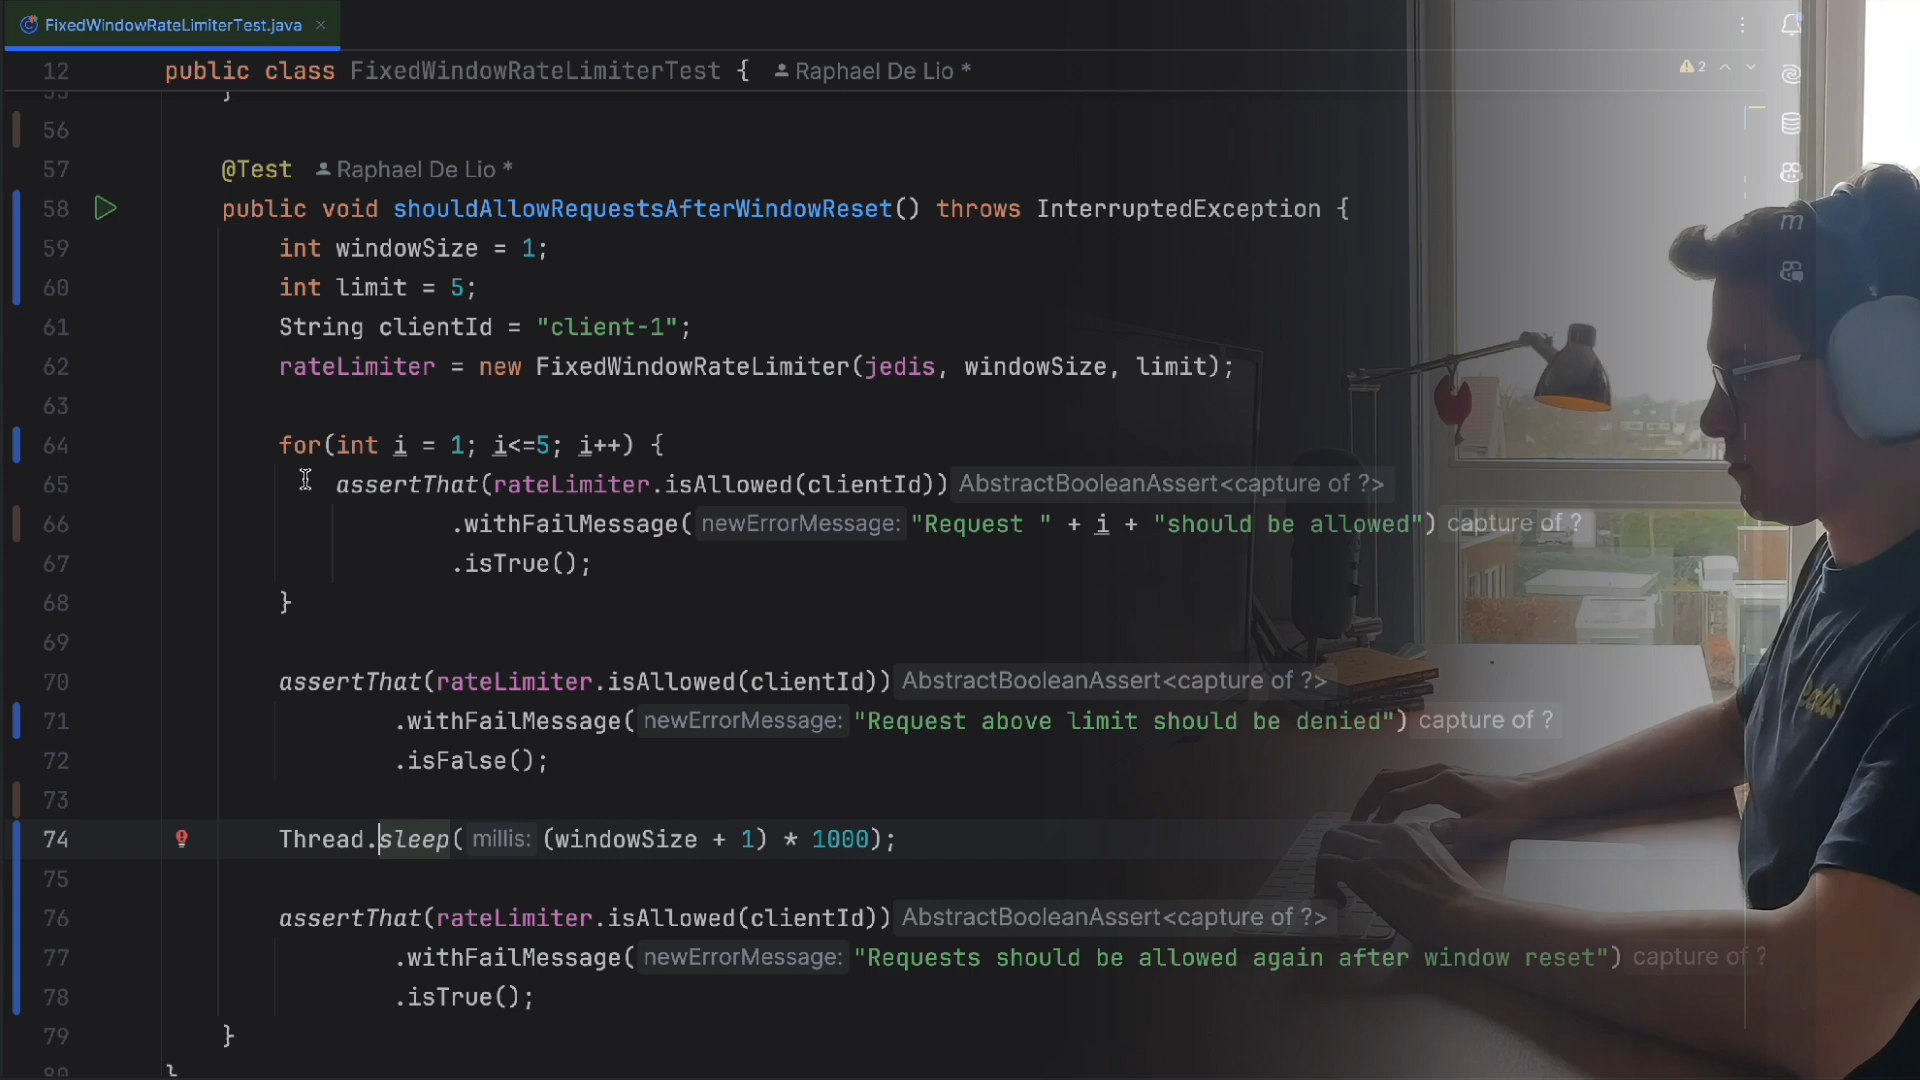 FixedWindowRateLimiterTest.java
12 public class FixedWindowRateLimiterTest { Raphael De Lio *
2
55 }
56
57 @Test Raphael De Lio *
58 public void shouldAllowRequestsAfterWindowReset() throws InterruptedException {
59 int windowSize = 1;
60 int limit = 5;
61 String clientId = "client-1";
62 rateLimiter = new FixedWindowRateLimiter(jedis, windowSize, limit);
63
64 for(int i = 1; i<=5; i++) {
65 assertThat(rateLimiter.isAllowed(clientId)) AbstractBooleanAssert<capture of ?>
66 .withFailMessage( newErrorMessage: "Request " + i + "should be allowed") capture of ?
67 .isTrue();
68 }
69
70 assertThat(rateLimiter.isAllowed(clientId)) AbstractBooleanAssert<capture of ?>
71 .withFailMessage( newErrorMessage: "Request above limit should be denied") capture of ?
72 .isFalse();
73
74 Thread.sleep( millis: (windowSize + 1) * 1000);
75
76 assertThat(rateLimiter.isAllowed(clientId)) AbstractBooleanAssert<capture of ?>
77 .withFailMessage( newErrorMessage: "Requests should be allowed again after window reset") capture of ?
78 .isTrue();
79 }
80 }
m
Redis